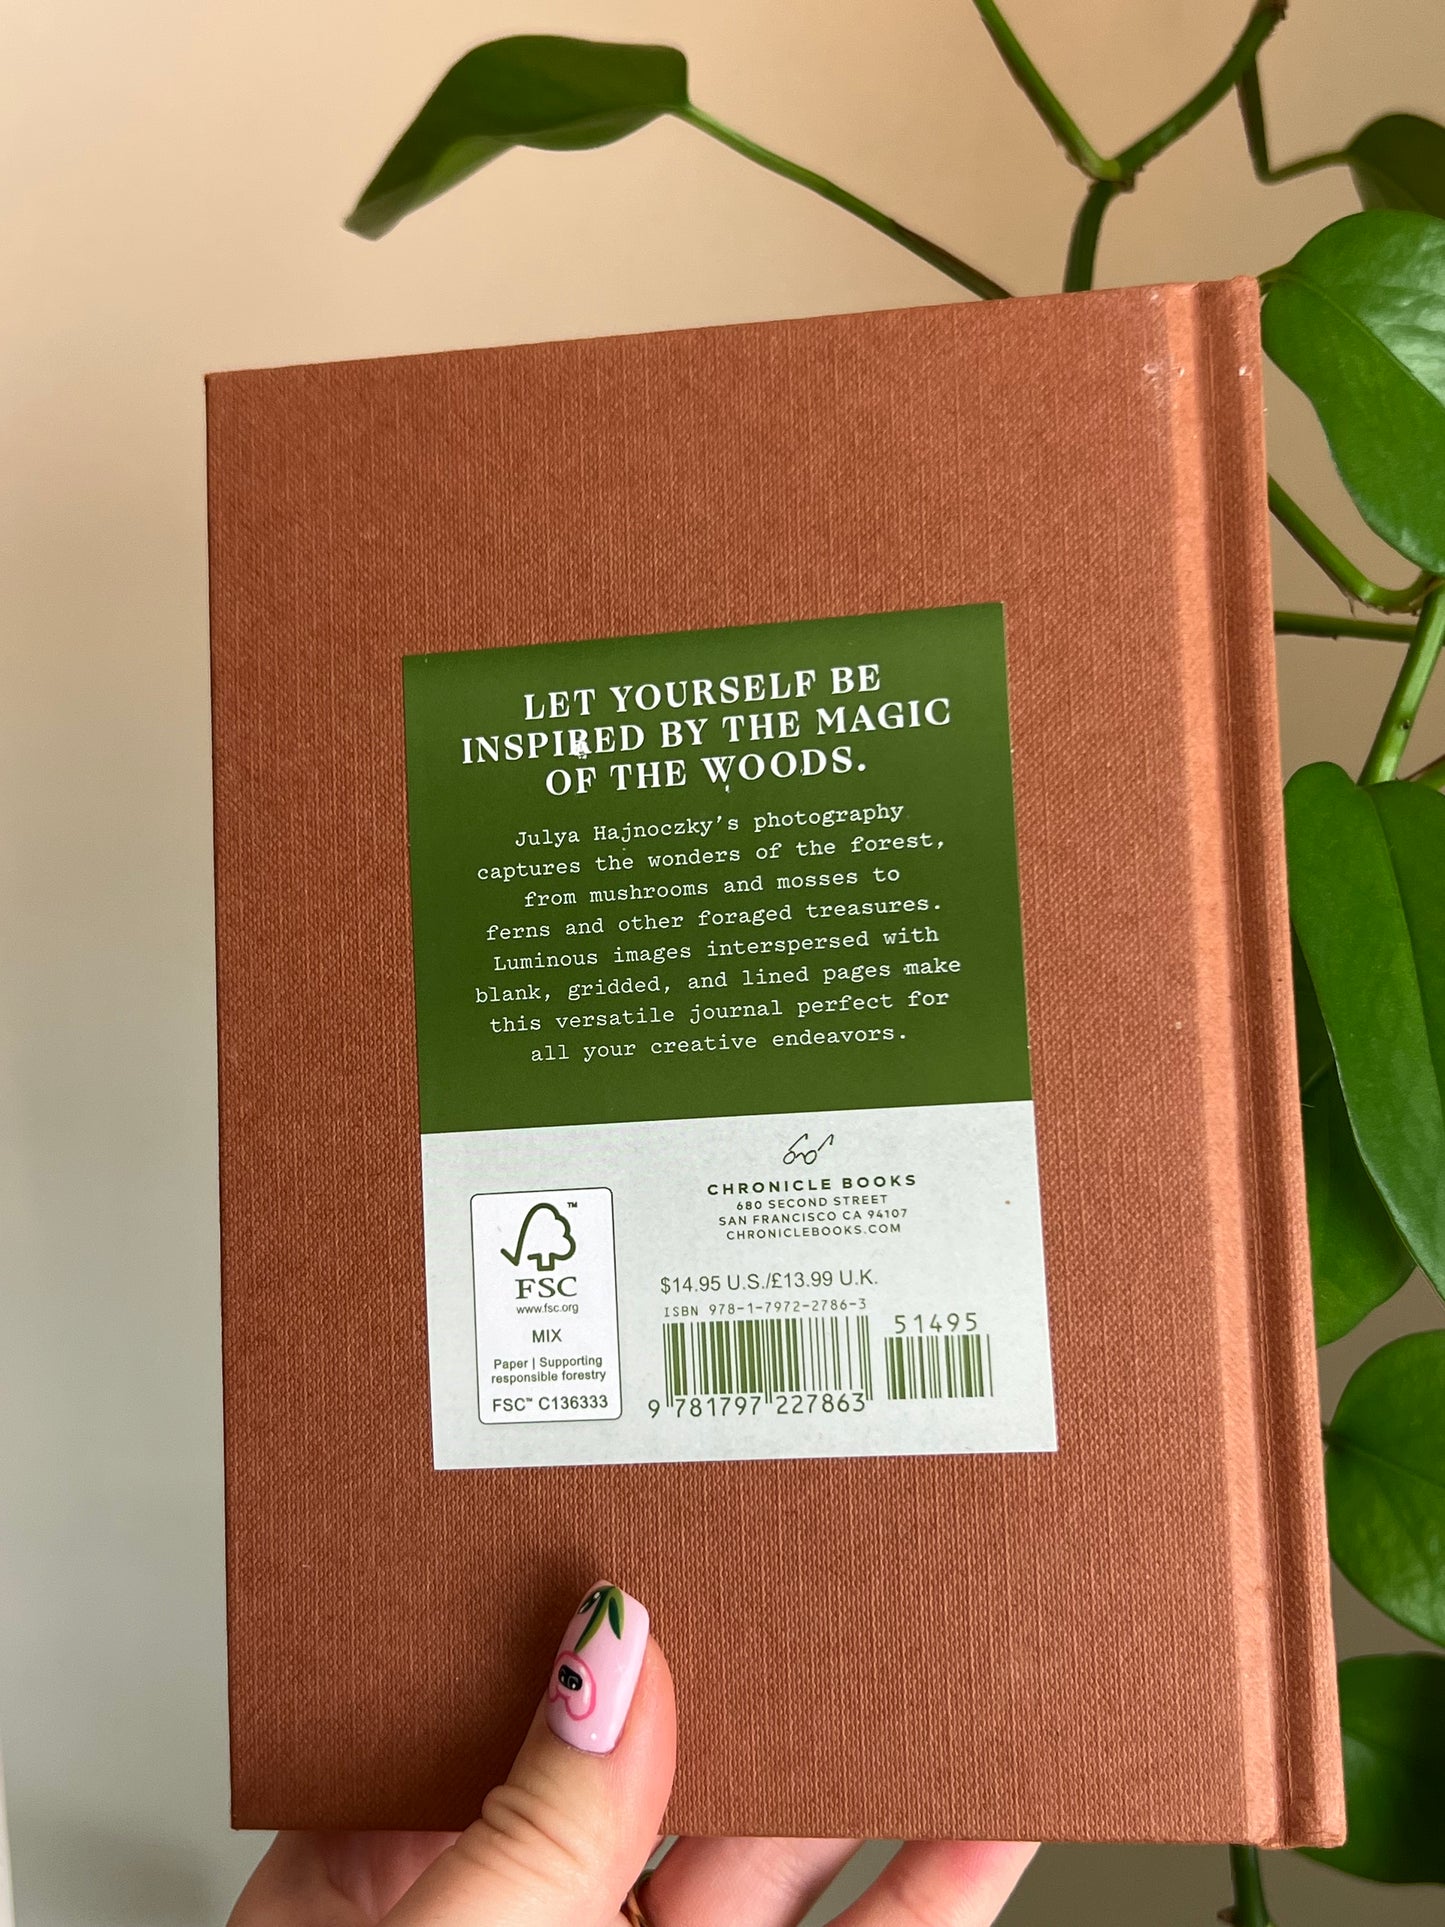 LET YOURSELF BE
INSPIRED BY THE MAGIC
OF THE WOODS.
Julya Hajnoczky's photography
captures the wonders of the forest,
from mushrooms and mosses to
ferns and other foraged treasures.
Luminous images interspersed with
blank, gridded, and lined pages make
this versatile journal perfect for
all your creative endeavors.
CHRONICLE BOOKS
680 SECOND STREET
SAN FRANCISCO CA 94107
CHRONICLEBOOKS.COM
™
FSC
www.fsc.org
MIX
Paper | Supporting
responsible forestry
FSC™ C136333
$14.95 U.S./£13.99 U.K.
ISBN 978-1-7972-2786-3
51495
9 781797 227863